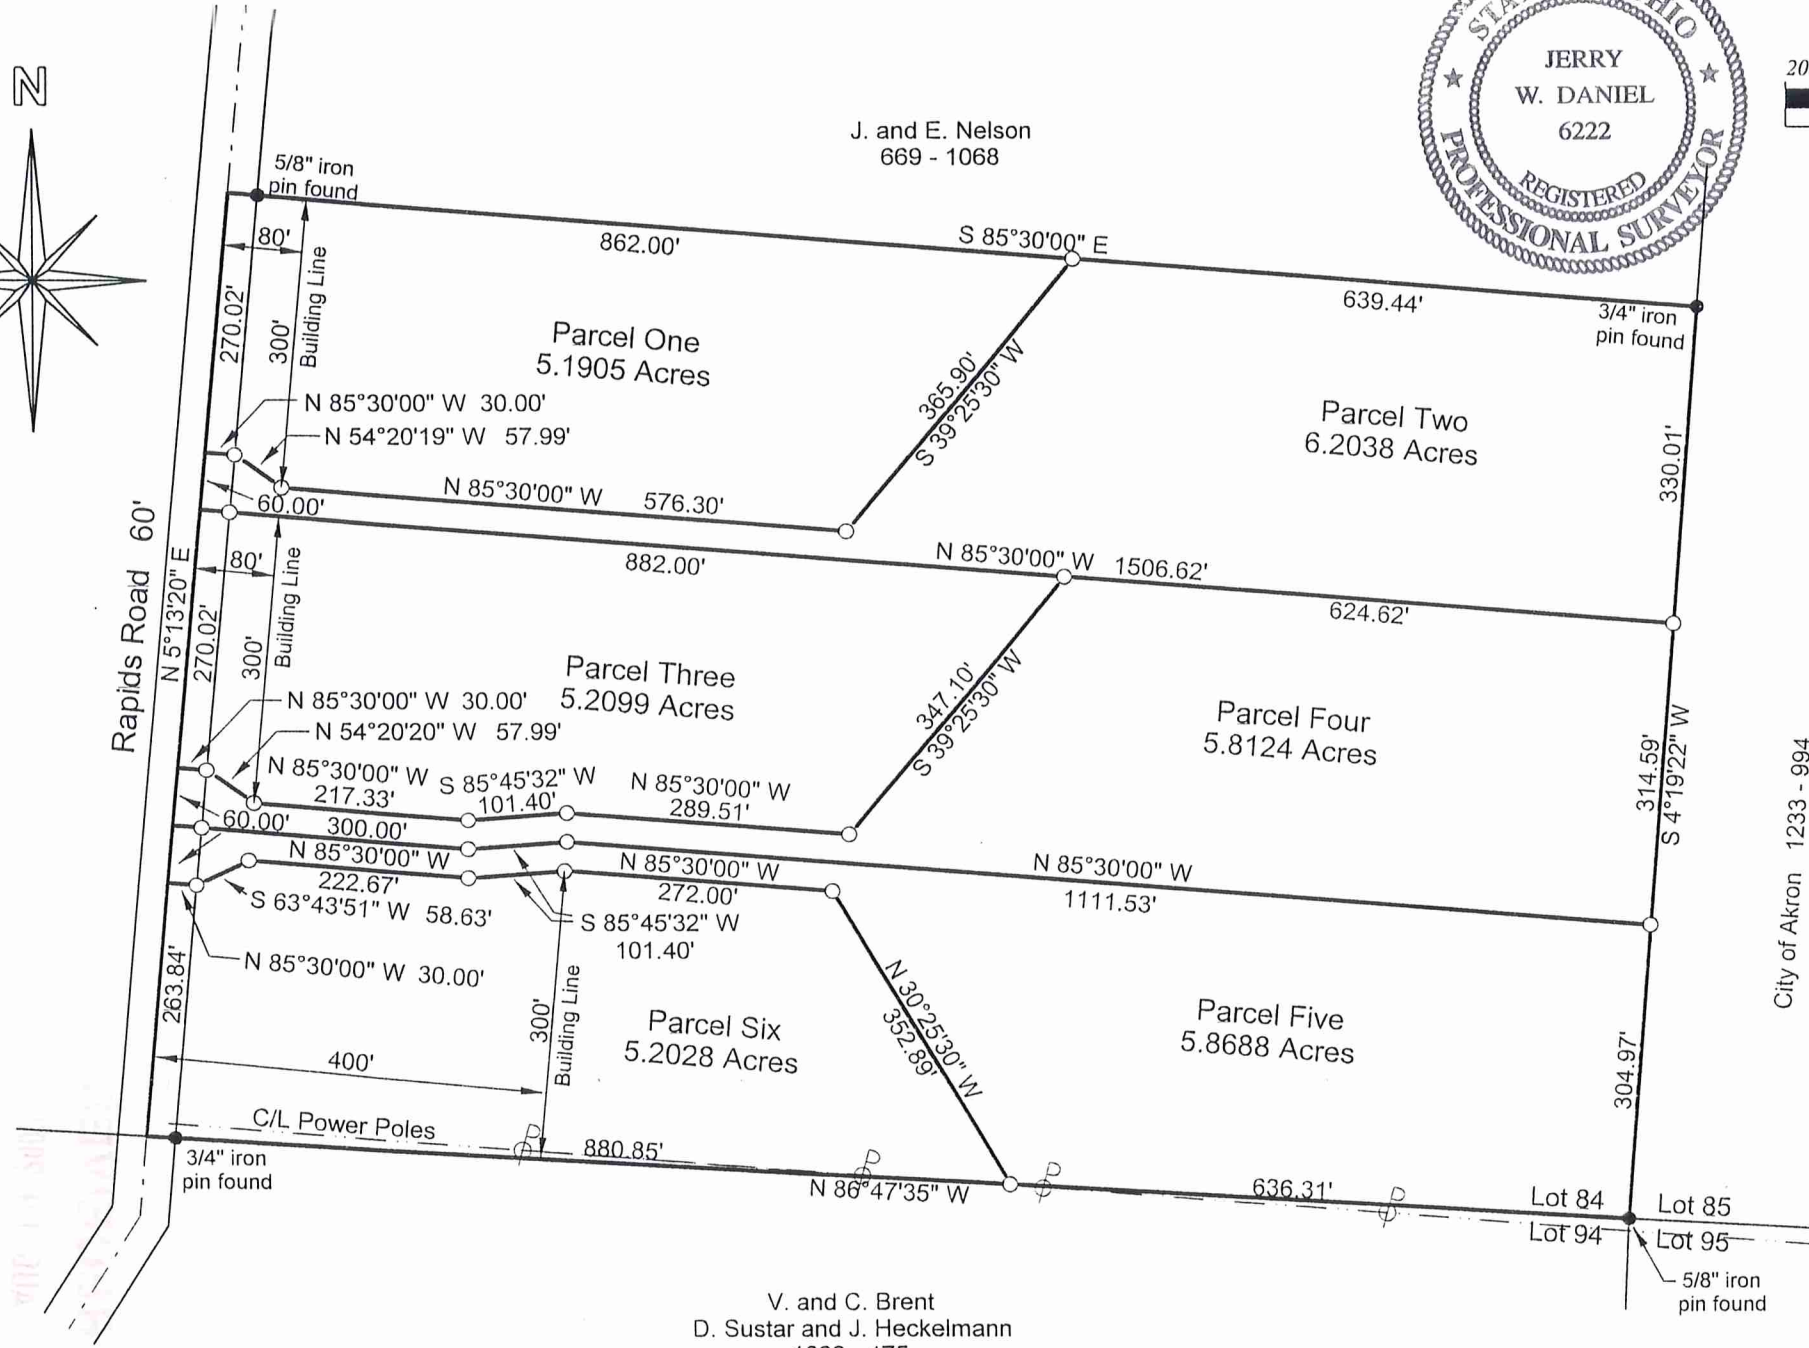 N
STA
HIO
JERRY
W. DANIEL
6222
REGISTERED
PROFESSIONAL SURVEYOR
20
J. and E. Nelson
669 - 1068
5/8" iron
pin found
80'
862.00'
S 85°30'00" E
639.44'
3/4" iron
pin found
270.02'
300'
Building Line
Parcel One
5.1905 Acres
365.90'
S 39°25'30" W
Parcel Two
6.2038 Acres
330.01'
N 85°30'00" W 30.00'
N 54°20'19" W 57.99'
N 85°30'00" W 576.30'
60.00'
Rapids Road 60'
N 5°13'20" E
80'
882.00'
N 85°30'00" W 1506.62'
624.62'
270.02'
300'
Building Line
Parcel Three
5.2099 Acres
347.10'
S 39°25'30" W
Parcel Four
5.8124 Acres
314.59'
S 4°19'22" W
City of Akron 1233 - 994
N 85°30'00" W 30.00'
N 54°20'20" W 57.99'
N 85°30'00" W
217.33'
S 85°45'32" W
101.40'
N 85°30'00" W
289.51'
60.00'
300.00'
N 85°30'00" W
222.67'
N 85°30'00" W
272.00'
N 85°30'00" W
1111.53'
S 63°43'51" W 58.63'
S 85°45'32" W
101.40'
N 85°30'00" W 30.00'
263.84'
300'
Building Line
N 30°25'30" W
352.89'
Parcel Six
5.2028 Acres
Parcel Five
5.8688 Acres
304.97'
400'
C/L Power Poles
880.85'
N 86°47'35" W
636.31'
Lot 84
Lot 85
Lot 94
Lot 95
3/4" iron
pin found
5/8" iron
pin found
V. and C. Brent
D. Sustar and J. Heckelmann